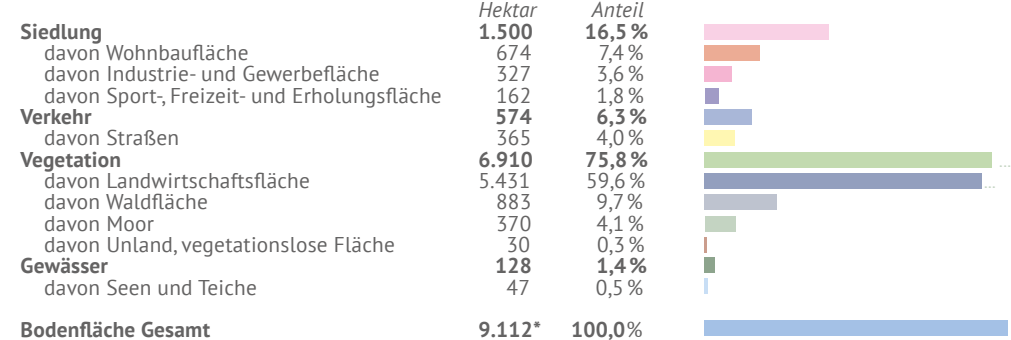 Hektar Anteil
Siedlung 1.500 16,5 %
davon Wohnbaufläche 674 7,4 %
davon Industrie- und Gewerbefläche 327 3,6 %
davon Sport-, Freizeit- und Erholungsfläche 162 1,8 %
Verkehr 574 6,3 %
davon Straßen 365 4,0 %
Vegetation 6.910 75,8 % ...
davon Landwirtschaftsfläche 5.431 59,6 % ...
davon Waldfläche 883 9,7 %
davon Moor 370 4,1 %
davon Unland, vegetationslose Fläche 30 0,3 %
Gewässer 128 1,4 %
davon Seen und Teiche 47 0,5 %
Bodenfläche Gesamt 9.112* 100,0%